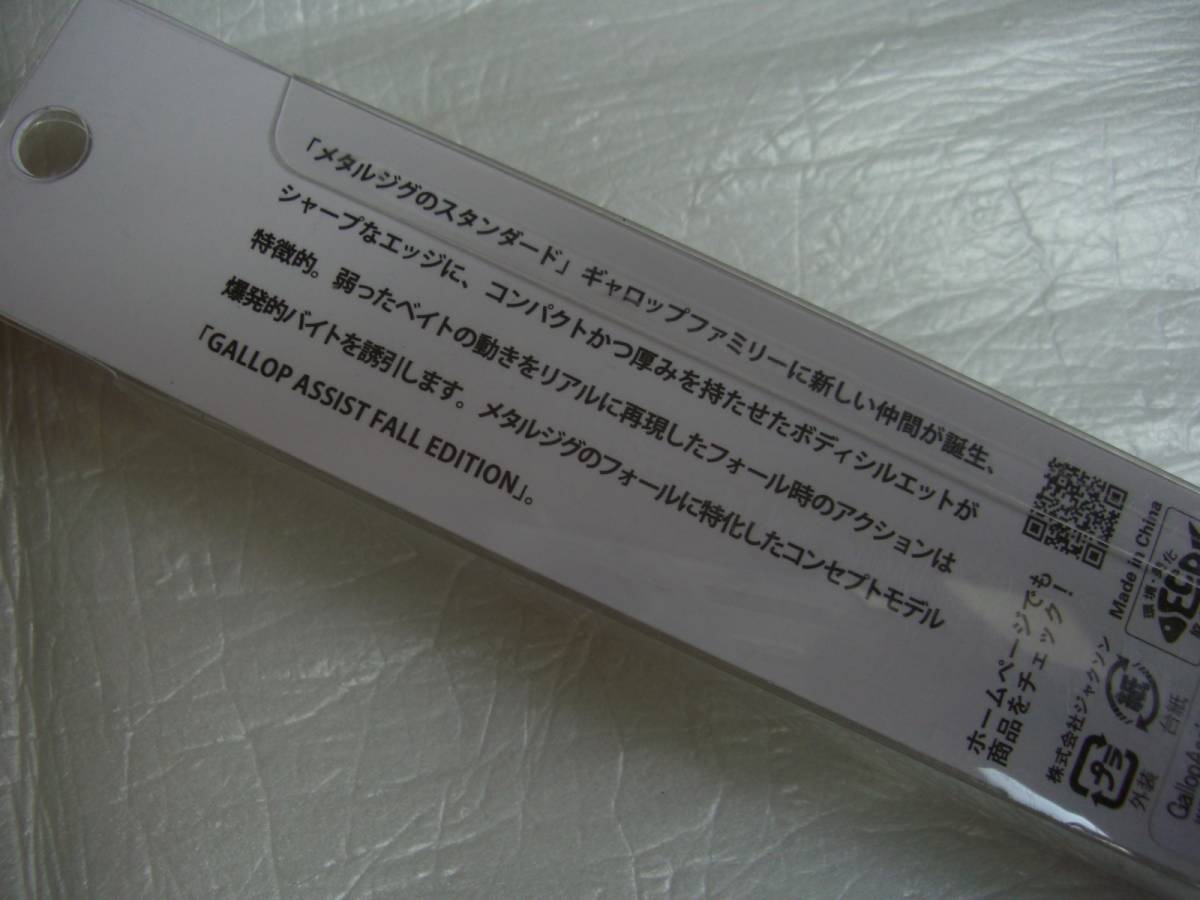 「メタルジグのスタンダード」ギャロップファミリーに新しい仲間が誕生、
シャープなエッジに、コンパクトかつ厚みを持たせたボディシルエットが
特徴的。弱ったベイトの動きをリアルに再現したフォール時のアクションは
爆発的バイトを誘引します。メタルジグのフォールに特化したコンセプトモデル
「GALLOP ASSIST FALL EDITION」。
ホームページでも
商品をチェック!
Made in China
株式会社ジャクソン
紙
台紙
プラ
外装